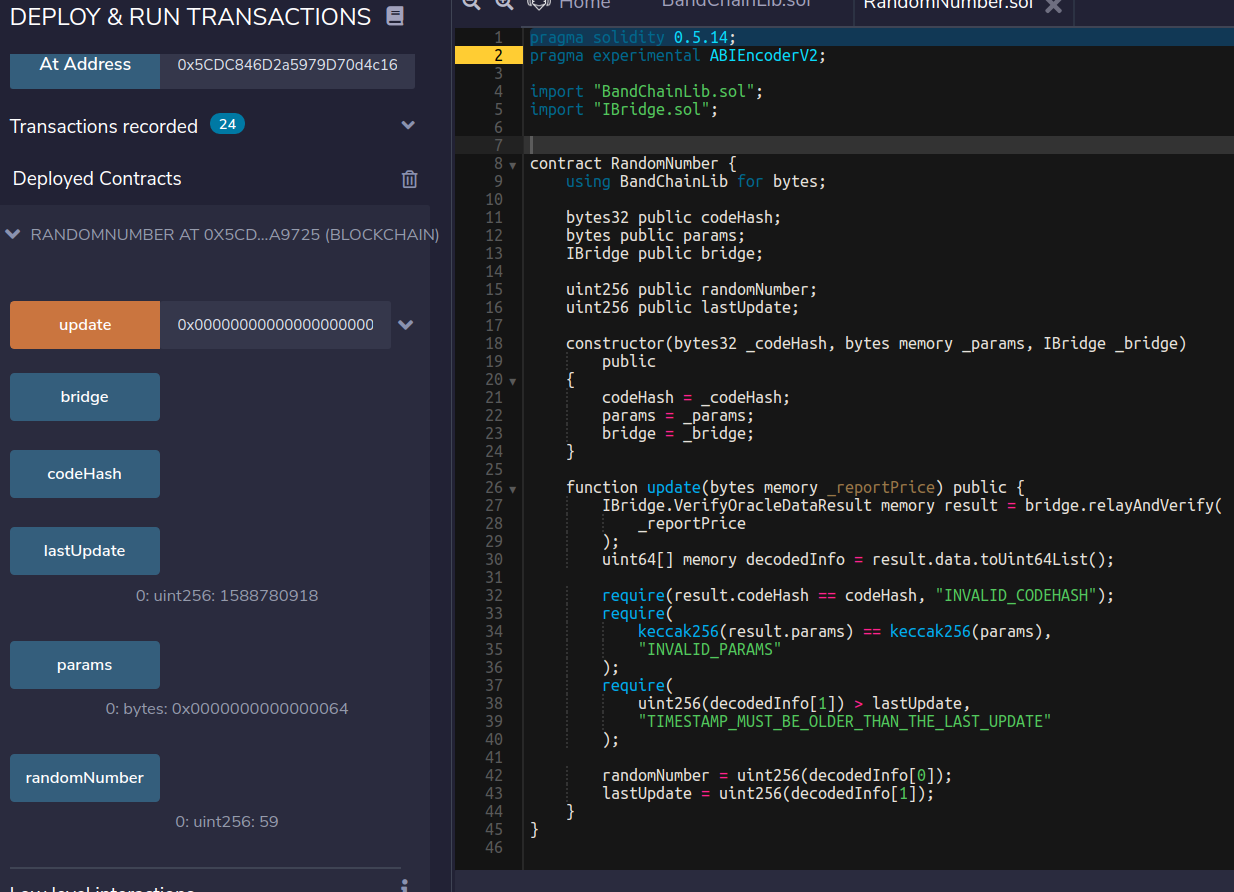 DEPLOY & RUN TRANSACTIONS
At Address 0x5CDC846D2a5979D70d4c16
Transactions recorded 24
Deployed Contracts
RANDOMNUMBER AT 0X5CD...A9725 (BLOCKCHAIN)
update 0x00000000000000000000
bridge
codeHash
lastUpdate
0: uint256: 1588780918
params
0: bytes: 0x0000000000000064
randomNumber
0: uint256: 59
Low level interactions
Home BandChainLib.sol RandomNumber.sol
1 pragma solidity 0.5.14;
2 pragma experimental ABIEncoderV2;
3
4 import "BandChainLib.sol";
5 import "IBridge.sol";
6
7
8 contract RandomNumber {
9 using BandChainLib for bytes;
10
11 bytes32 public codeHash;
12 bytes public params;
13 IBridge public bridge;
14
15 uint256 public randomNumber;
16 uint256 public lastUpdate;
17
18 constructor(bytes32 _codeHash, bytes memory _params, IBridge _bridge)
19 public
20 {
21 codeHash = _codeHash;
22 params = _params;
23 bridge = _bridge;
24 }
25
26 function update(bytes memory _reportPrice) public {
27 IBridge.VerifyOracleDataResult memory result = bridge.relayAndVerify(
28 _reportPrice
29 );
30 uint64[] memory decodedInfo = result.data.toUint64List();
31
32 require(result.codeHash == codeHash, "INVALID_CODEHASH");
33 require(
34 keccak256(result.params) == keccak256(params),
35 "INVALID_PARAMS"
36 );
37 require(
38 uint256(decodedInfo[1]) > lastUpdate,
39 "TIMESTAMP_MUST_BE_OLDER_THAN_THE_LAST_UPDATE"
40 );
41
42 randomNumber = uint256(decodedInfo[0]);
43 lastUpdate = uint256(decodedInfo[1]);
44 }
45 }
46